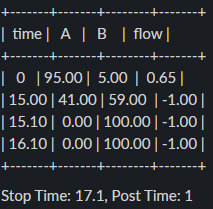 +-------+-------+--------+-------+
| time | A | B | flow |
+-------+-------+--------+-------+
| 0 | 95.00 | 5.00 | 0.65 |
| 15.00 | 41.00 | 59.00 | -1.00 |
| 15.10 | 0.00 | 100.00 | -1.00 |
| 16.10 | 0.00 | 100.00 | -1.00 |
+-------+-------+--------+-------+
Stop Time: 17.1, Post Time: 1